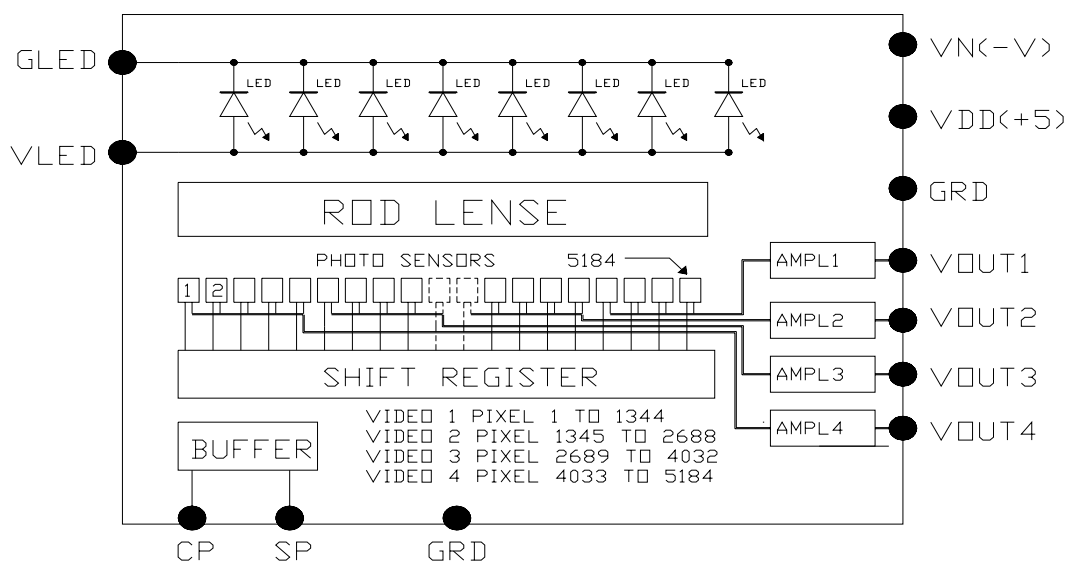 GLED
VN(-V)
LED LED LED LED LED LED LED LED
VDD(+5)
VLED
GRD
ROD LENSE
PHOTO SENSORS 5184
AMPL1 VOUT1
1 2
AMPL2 VOUT2
SHIFT REGISTER
AMPL3 VOUT3
VIDEO 1 PIXEL 1 TO 1344
AMPL4 VOUT4
VIDEO 2 PIXEL 1345 TO 2688
BUFFER
VIDEO 3 PIXEL 2689 TO 4032
VIDEO 4 PIXEL 4033 TO 5184
CP SP GRD